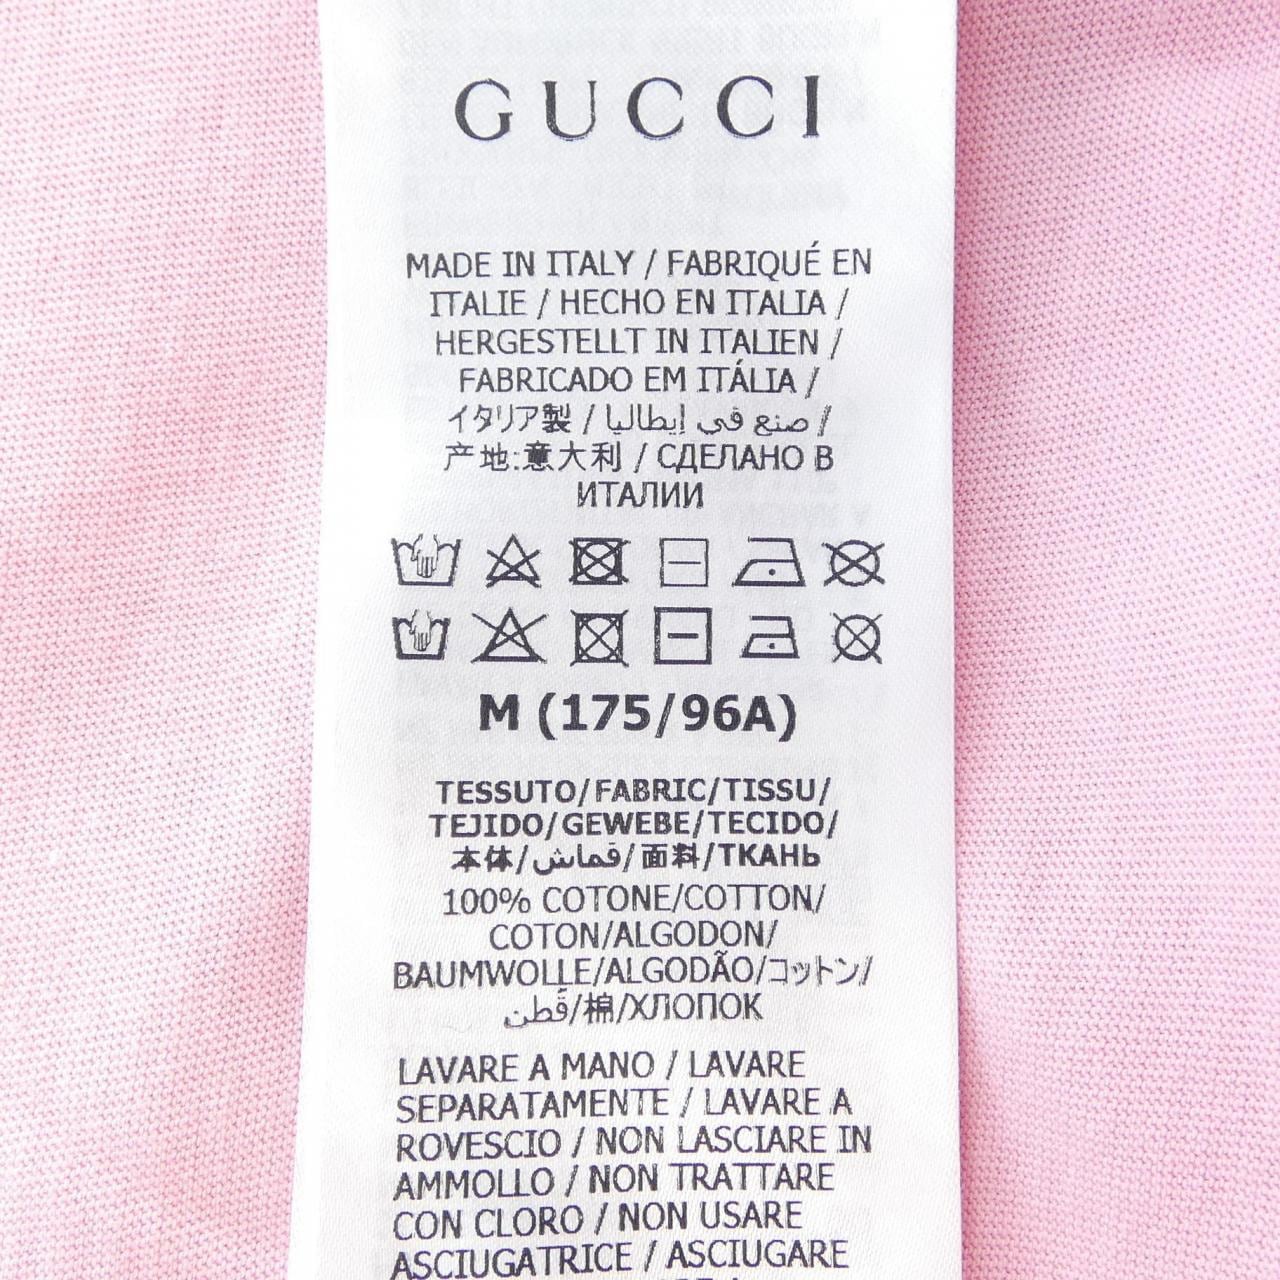 GUCCI
MADE IN ITALY / FABRIQUÉ EN
ITALIE / HECHO EN ITALIA /
HERGESTELLT IN ITALIEN /
FABRICADO EM ITÁLIA /
イタリア製 / صنع في إيطاليا /
产地:意大利 / СДЕЛАНО В
ИТАЛИИ
M (175/96A)
TESSUTO/FABRIC/TISSU/
TEJIDO/GEWEBE/TECIDO/
本体/قماش/面料/ТКАНЬ
100% COTONE/COTTON/
COTON/ALGODON/
BAUMWOLLE/ALGODÃO/コットン/
قطن/棉/ХЛОПОК
LAVARE A MANO / LAVARE
SEPARATAMENTE / LAVARE A
ROVESCIO / NON LASCIARE IN
AMMOLLO / NON TRATTARE
CON CLORO / NON USARE
ASCIUGATRICE / ASCIUGARE